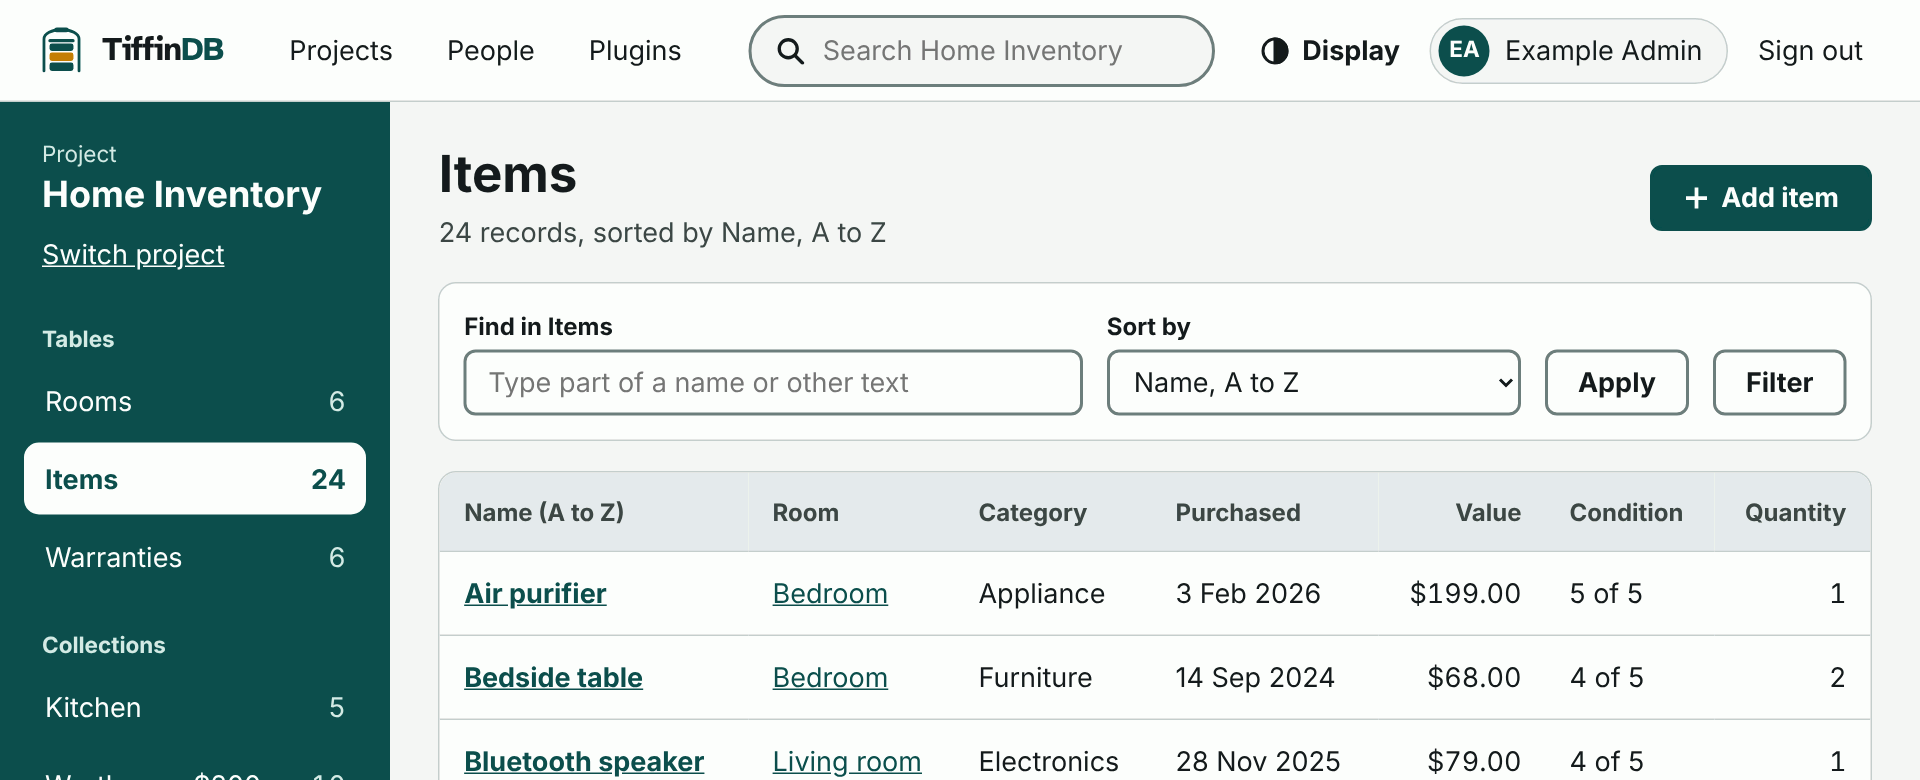 TiffinDB
Projects
People
Plugins
Search Home Inventory
Display
EA
Example Admin
Sign out
Project
Home Inventory
Switch project
Tables
Rooms 6
Items 24
Warranties 6
Collections
Kitchen 5
Items
24 records, sorted by Name, A to Z
+ Add item
Find in Items
Type part of a name or other text
Sort by
Name, A to Z
Apply
Filter
Name (A to Z) Room Category Purchased Value Condition Quantity
Air purifier Bedroom Appliance 3 Feb 2026 $199.00 5 of 5 1
Bedside table Bedroom Furniture 14 Sep 2024 $68.00 4 of 5 2
Bluetooth speaker Living room Electronics 28 Nov 2025 $79.00 4 of 5 1